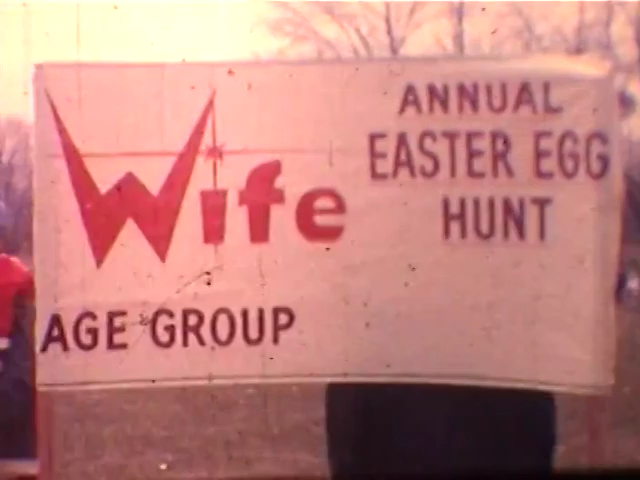 Wife
ANNUAL
EASTER EGG
HUNT
AGE GROUP